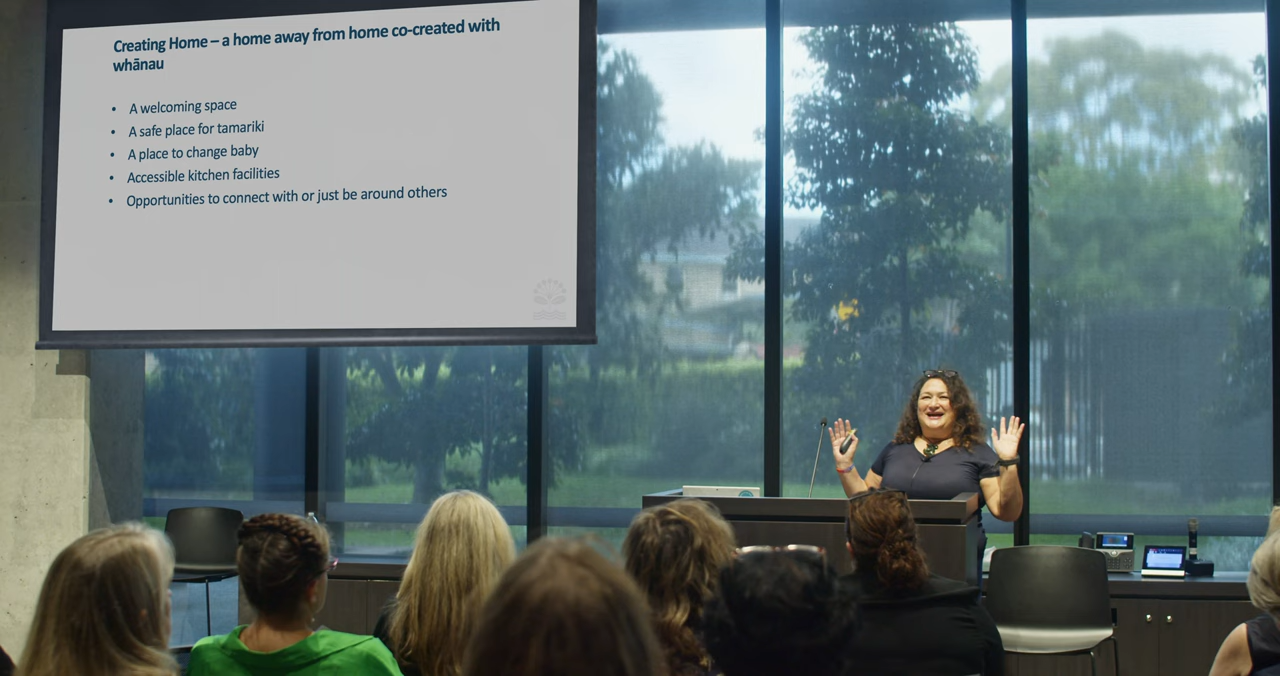 Creating Home – a home away from home co-created with
whānau
• A welcoming space
• A safe place for tamariki
• A place to change baby
• Accessible kitchen facilities
• Opportunities to connect with or just be around others